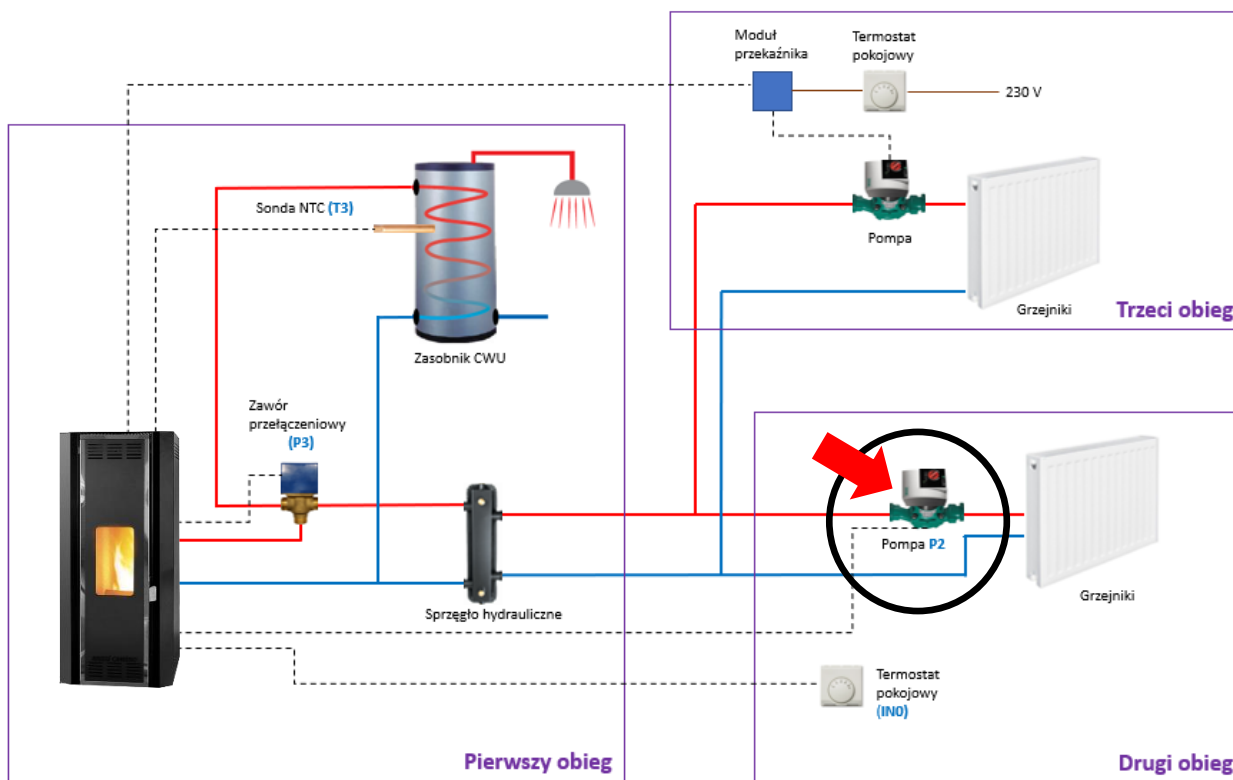 Moduł
przekaźnika
Termostat
pokojowy
230 V
Pompa
Grzejniki
Trzeci obieg
Sonda NTC (T3)
Zasobnik CWU
Zawór
przełączeniowy
(P3)
Sprzęgło hydrauliczne
Pierwszy obieg
Pompa P2
Grzejniki
Termostat
pokojowy
(IN0)
Drugi obieg